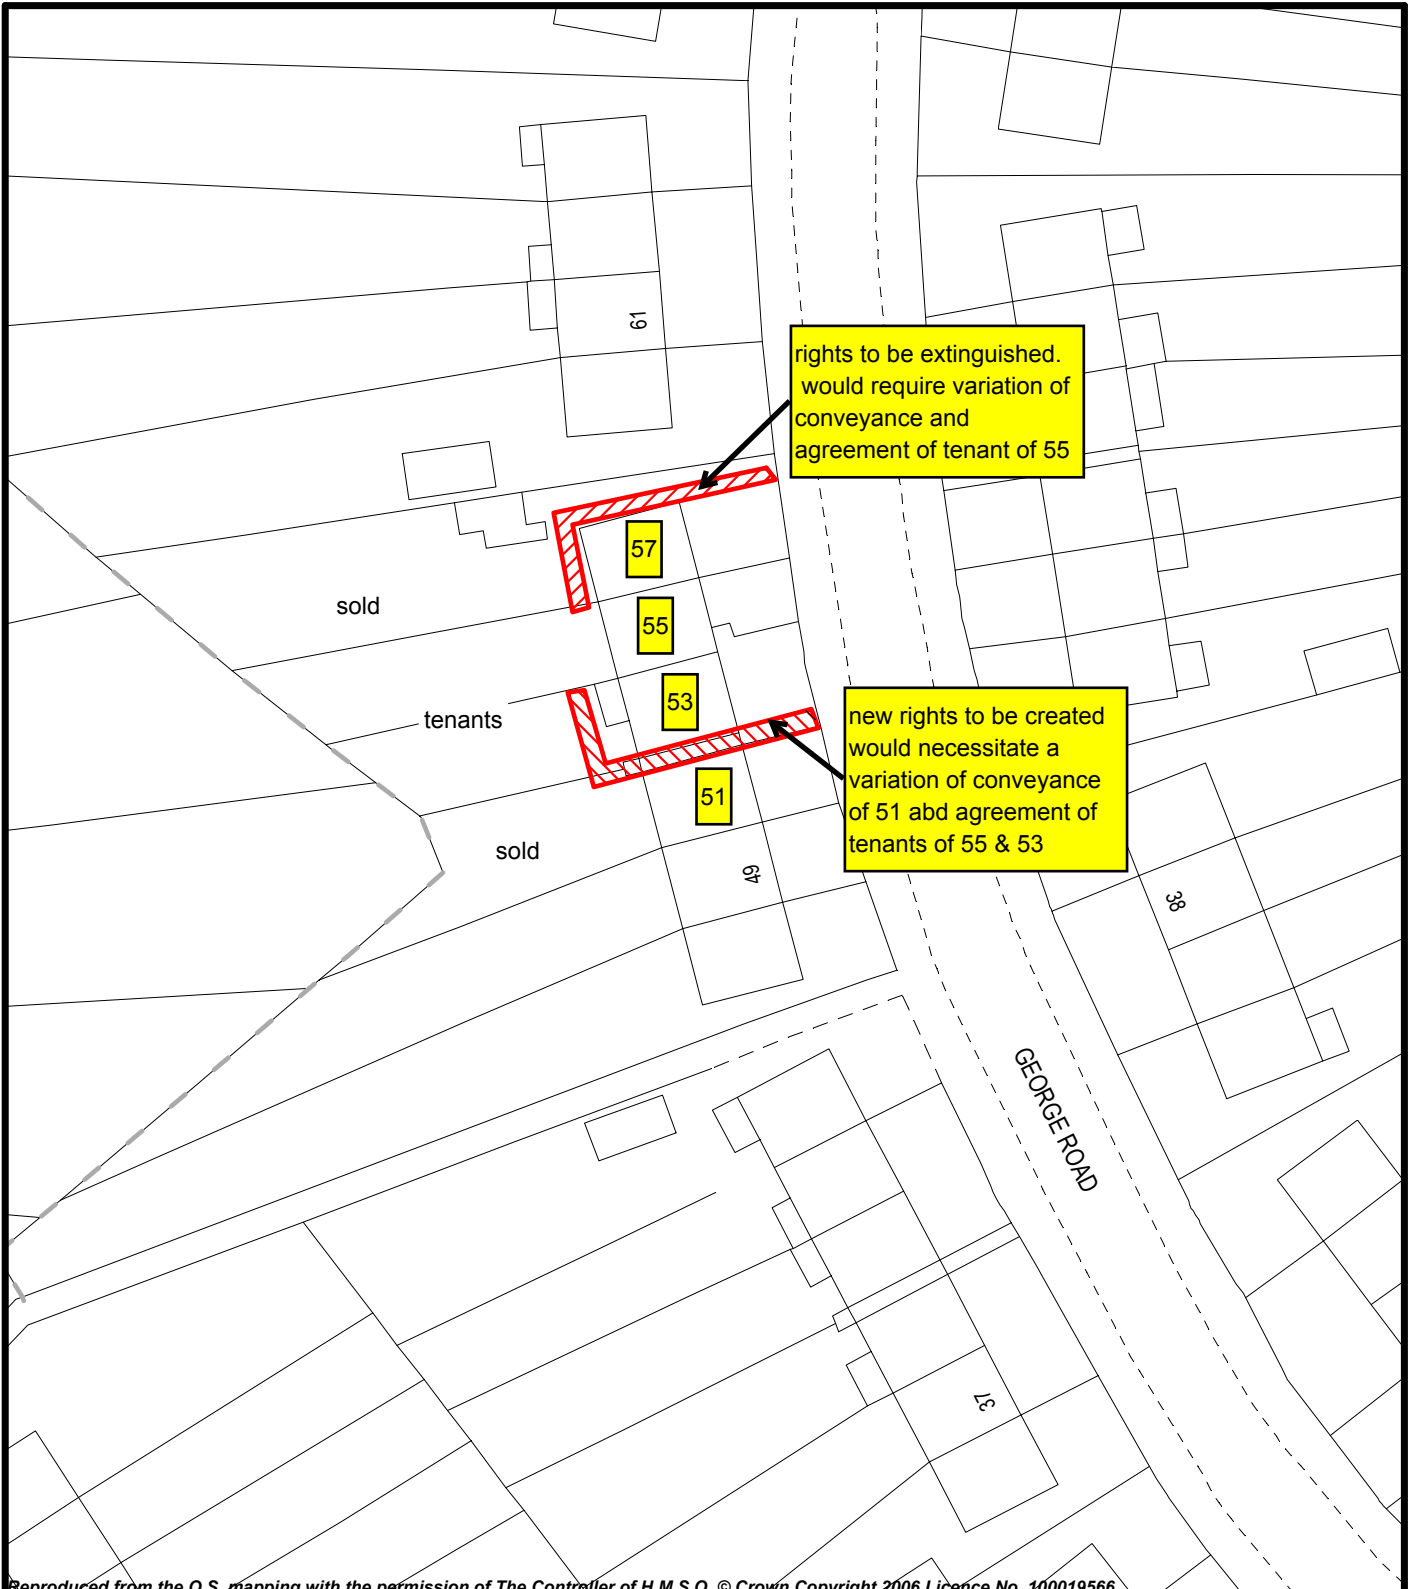 61
rights to be extinguished.
would require variation of
conveyance and
agreement of tenant of 55
57
sold
55
53
tenants
new rights to be created
would necessitate a
variation of conveyance
of 51 abd agreement of
tenants of 55 & 53
51
sold
49
38
GEORGE ROAD
37
Reproduced from the O.S. mapping with the permission of The Controller of H.M.S.O. © Crown Copyright 2006 Licence No. 100019566